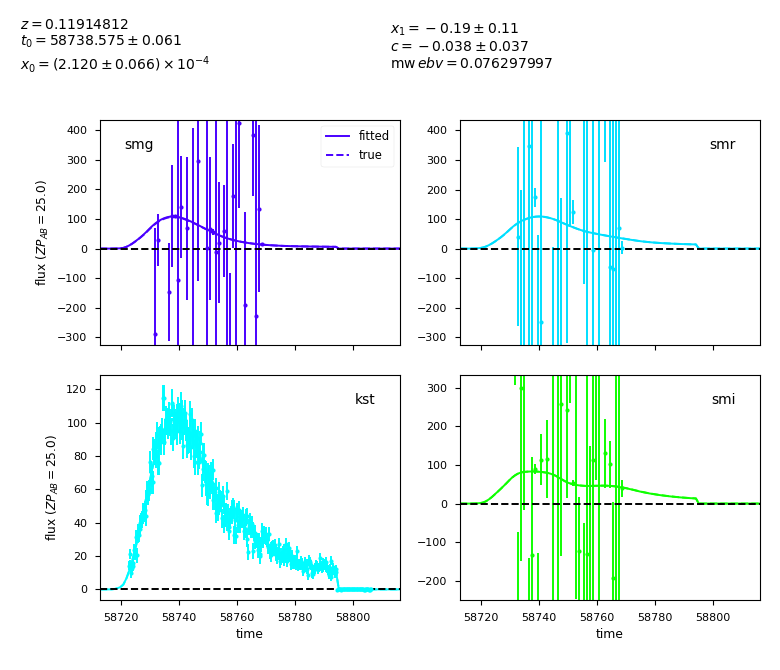 z = 0.11914812
t₀ = 58738.575 ± 0.061
x₀ = (2.120 ± 0.066) × 10⁻⁴
x₁ = −0.19 ± 0.11
c = −0.038 ± 0.037
mw ebv = 0.076297997
smg
fitted
true
400
300
200
100
0
−100
−200
−300
flux (ZP_AB = 25.0)
smr
400
300
200
100
0
−100
−200
−300
kst
120
100
80
60
40
20
0
flux (ZP_AB = 25.0)
58720 58740 58760 58780 58800
time
smi
300
200
100
0
−100
−200
58720 58740 58760 58780 58800
time